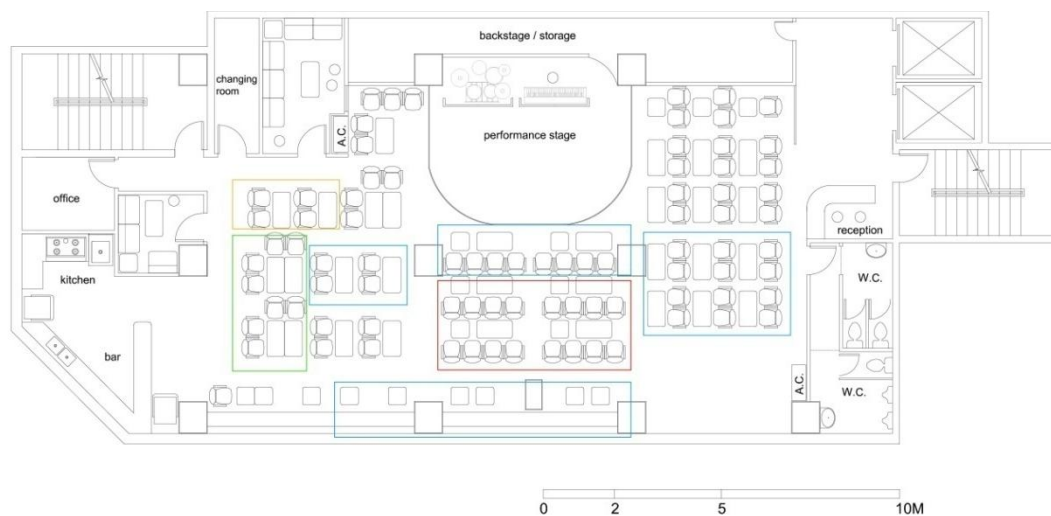 backstage / storage
changing
room
A.C.
performance stage
office
reception
kitchen
W.C.
bar
A.C.
W.C.
0 2 5 10M